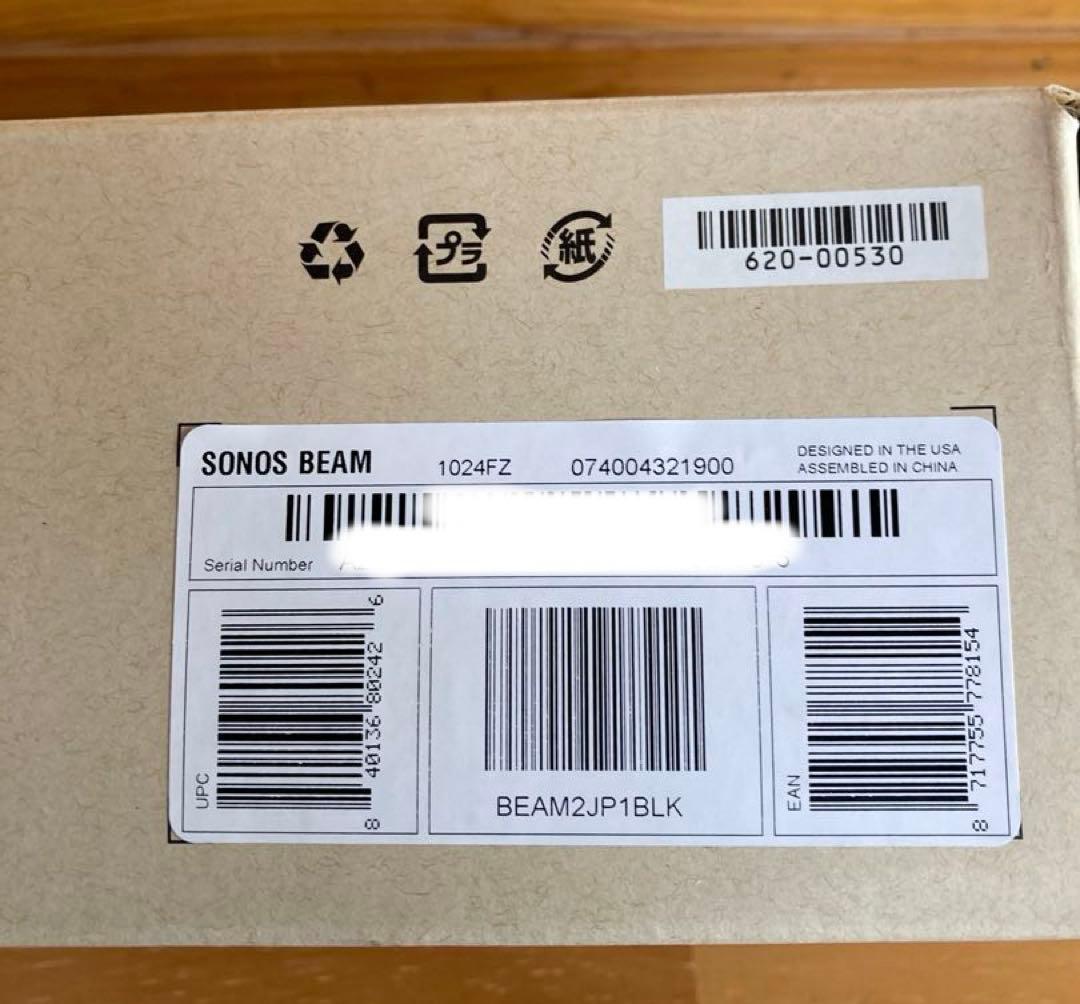 プラ
紙
620-00530
SONOS BEAM 1024FZ 074004321900
DESIGNED IN THE USA
ASSEMBLED IN CHINA
Serial Number
UPC
8 40136 80242 6
BEAM2JP1BLK
EAN
8 717755 778154